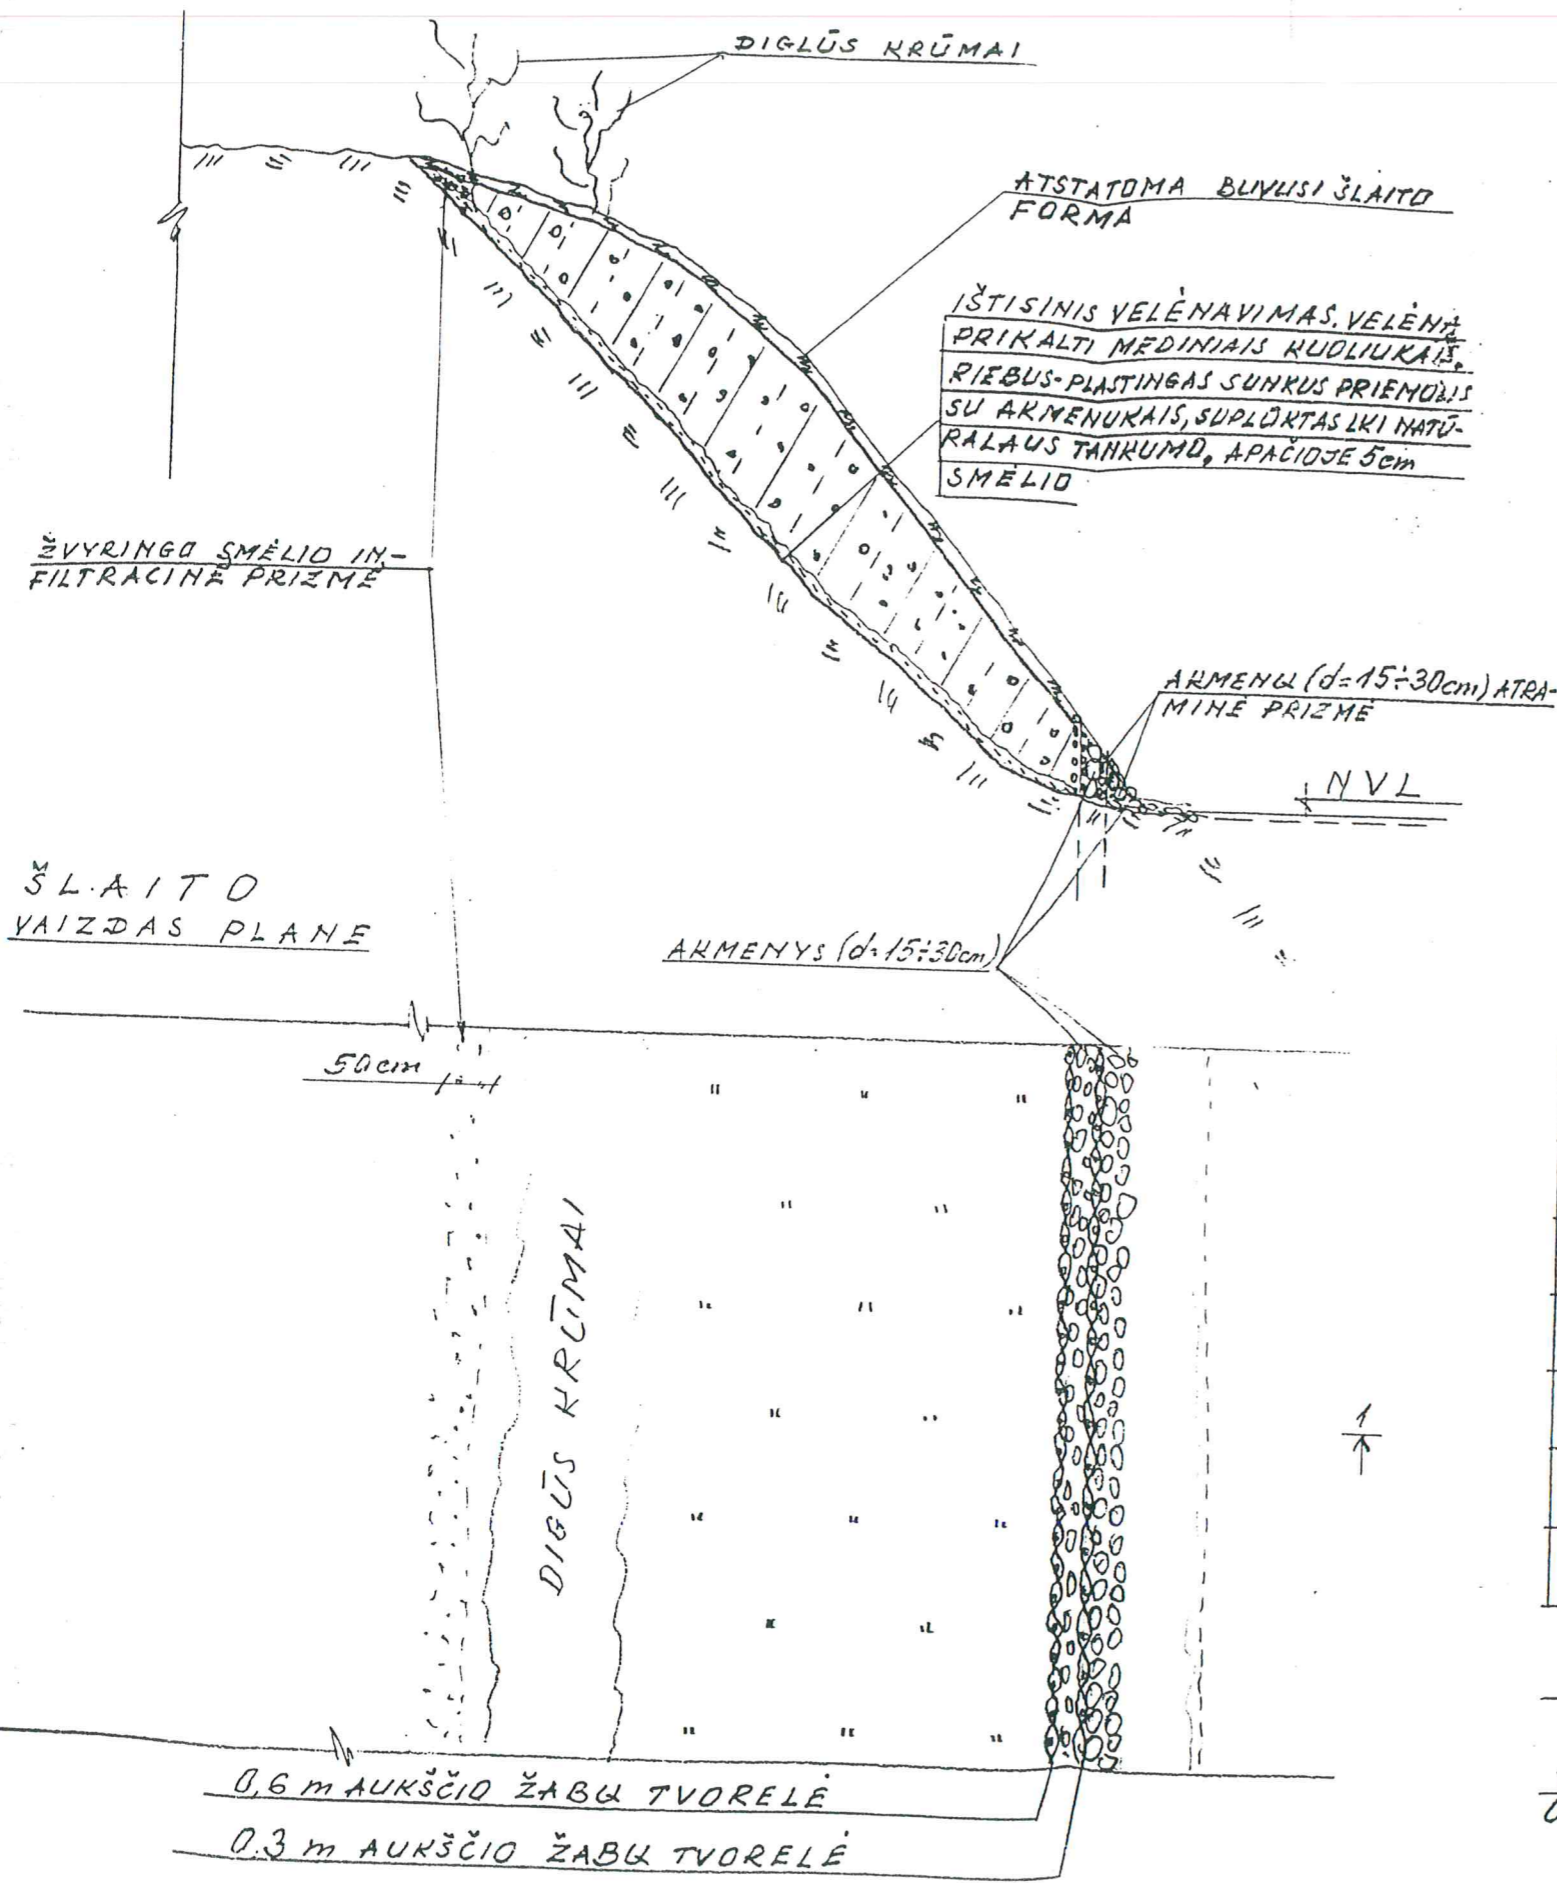 DIGLŪS KRŪMAI
ATSTATOMA BUVUSI ŠLAITO
FORMA
IŠTISINIS VELĖNAVIMAS. VELĖNĄ
PRIKALTI MEDINIAIS KUOLIUKAIS.
RIEBUS-PLASTINGAS SUNKUS PRIEMOLIS
SU AKMENUKAIS, SUPLŪKTAS IKI NATŪ-
RALAUS TANKUMO, APAČIOJE 5cm
SMĖLIO
ŽVYRINGO SMĖLIO IN-
FILTRACINĖ PRIZMĖ
AKMENŲ (d=15÷30cm) ATRA-
MINĖ PRIZMĖ
NVL
ŠLAITO
VAIZDAS PLANE
AKMENYS (d=15÷30cm)
50cm
DIGŪS KRŪMAI
1
0,6 m AUKŠČIO ŽABŲ TVORELĖ
0.3 m AUKŠČIO ŽABŲ TVORELĖ